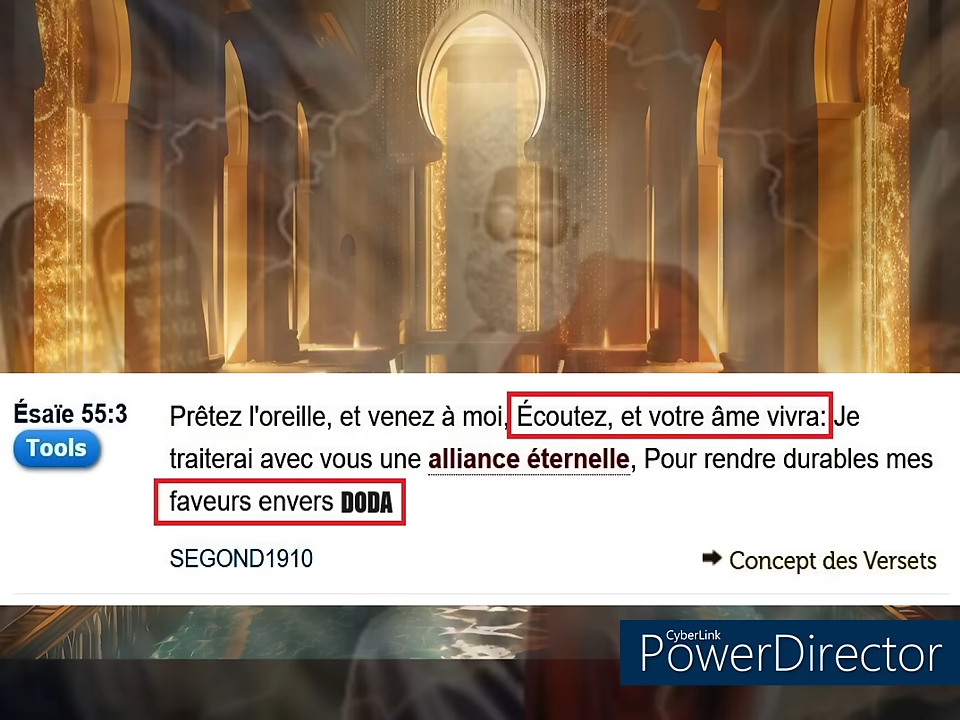 Ésaïe 55:3
Tools
Prêtez l'oreille, et venez à moi, Écoutez, et votre âme vivra: Je
traiterai avec vous une alliance éternelle, Pour rendre durables mes
faveurs envers DODA
SEGOND1910
➡ Concept des Versets
CyberLink
PowerDirector